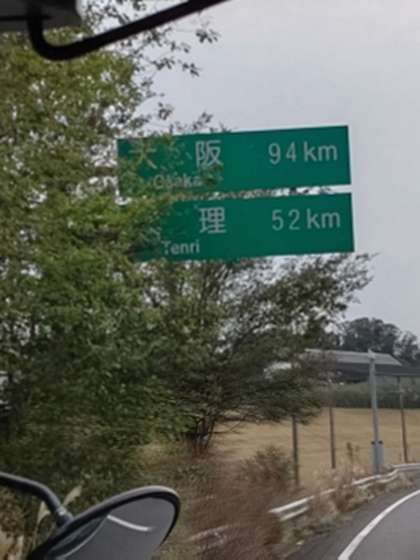 大阪 94km
Osaka
理 52km
Tenri